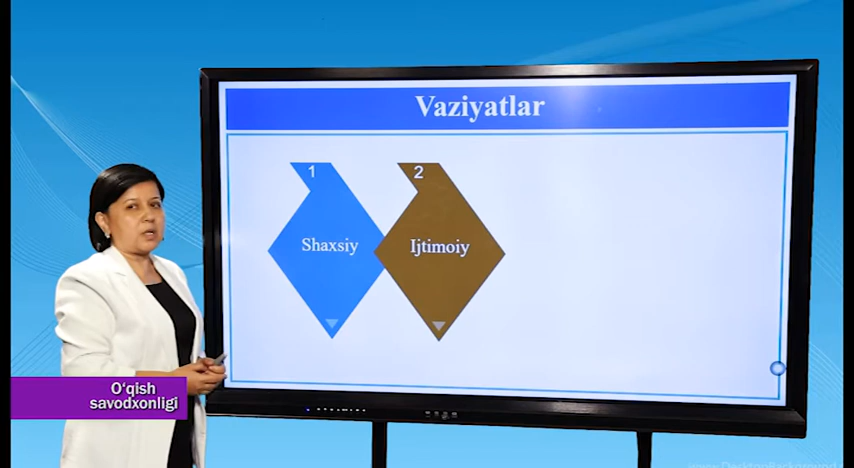 Vaziyatlar
1
2
Shaxsiy
Ijtimoiy
O‘qish
savodxonligi